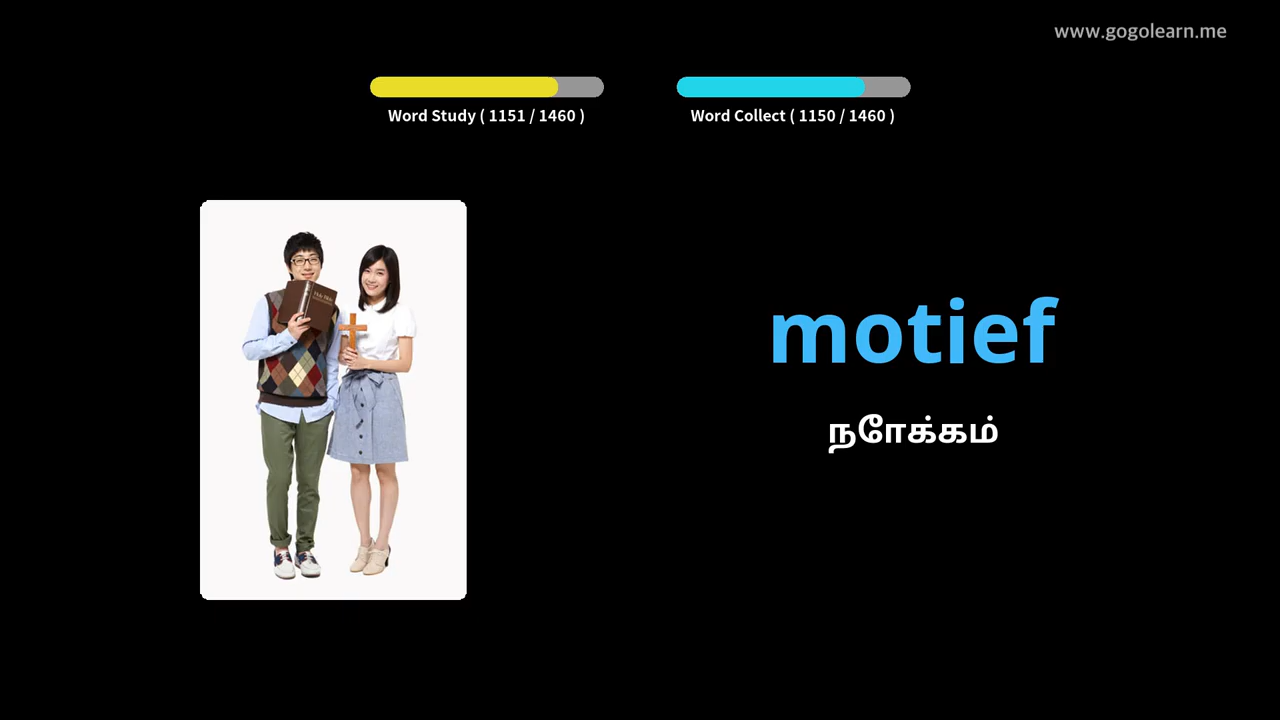 www.gogolearn.me
Word Study ( 1151 / 1460 )
Word Collect ( 1150 / 1460 )
motief
நோக்கம்